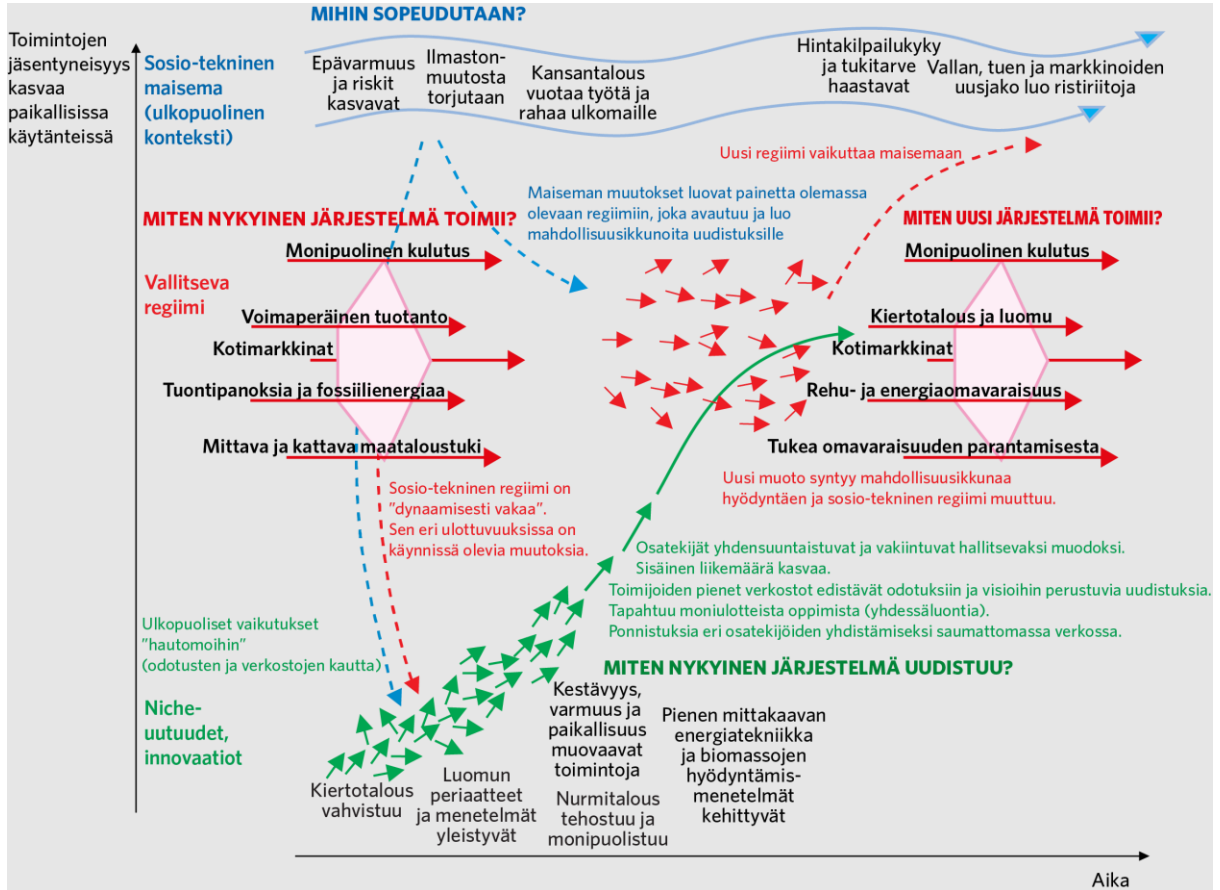 MIHIN SOPEUDUTAAN?
Toimintojen
jäsentyneisyys
kasvaa
paikallisissa
käytänteissä
Sosio-tekninen
maisema
(ulkopuolinen
konteksti)
Epävarmuus
ja riskit
kasvavat
Ilmaston-
muutosta
torjutaan
Kansantalous
vuotaa työtä ja
rahaa ulkomaille
Hintakilpailukyky
ja tukitarve
haastavat
Vallan, tuen ja markkinoiden
uusjako luo ristiriitoja
Uusi regiimi vaikuttaa maisemaan
Maiseman muutokset luovat painetta olemassa
olevaan regiimiin, joka avautuu ja luo
mahdollisuusikkunoita uudistuksille
MITEN NYKYINEN JÄRJESTELMÄ TOIMII?
Vallitseva
regiimi
Monipuolinen kulutus
Voimaperäinen tuotanto
Kotimarkkinat
Tuontipanoksia ja fossiilienergiaa
Mittava ja kattava maataloustuki
MITEN UUSI JÄRJESTELMÄ TOIMII?
Monipuolinen kulutus
Kiertotalous ja luomu
Kotimarkkinat
Rehu- ja energiaomavaraisuus
Tukea omavaraisuuden parantamisesta
Sosio-tekninen regiimi on
"dynaamisesti vakaa".
Sen eri ulottuvuuksissa on
käynnissä olevia muutoksia.
Uusi muoto syntyy mahdollisuusikkunaa
hyödyntäen ja sosio-tekninen regiimi muuttuu.
Osatekijät yhdensuuntaistuvat ja vakiintuvat hallitsevaksi muodoksi.
Sisäinen liikemäärä kasvaa.
Toimijoiden pienet verkostot edistävät odotuksiin ja visioihin perustuvia uudistuksia.
Tapahtuu moniulotteista oppimista (yhdessäluontia).
Ponnistuksia eri osatekijöiden yhdistämiseksi saumattomassa verkossa.
Ulkopuoliset vaikutukset
"hautomoihin"
(odotusten ja verkostojen kautta)
MITEN NYKYINEN JÄRJESTELMÄ UUDISTUU?
Niche-
utuudet,
innovaatiot
Kiertotalous
vahvistuu
Luomun
periaatteet
ja menetelmät
yleistyvät
Kestävyys,
varmuus ja
paikallisuus
muovaavat
toimintoja
Nurmitalous
tehostuu ja
monipuolistuu
Pienen mittakaavan
energiatekniikka
ja biomassojen
hyödyntämis-
menetelmät
kehittyvät
Aika